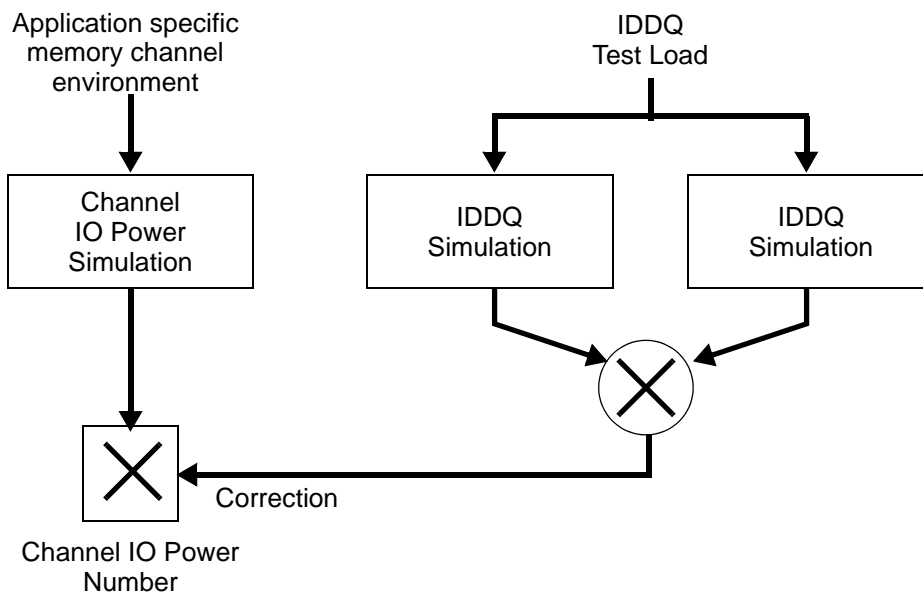 Application specific
memory channel
environment
IDDQ
Test Load
Channel
IO Power
Simulation
IDDQ
Simulation
IDDQ
Simulation
Correction
Channel IO Power
Number